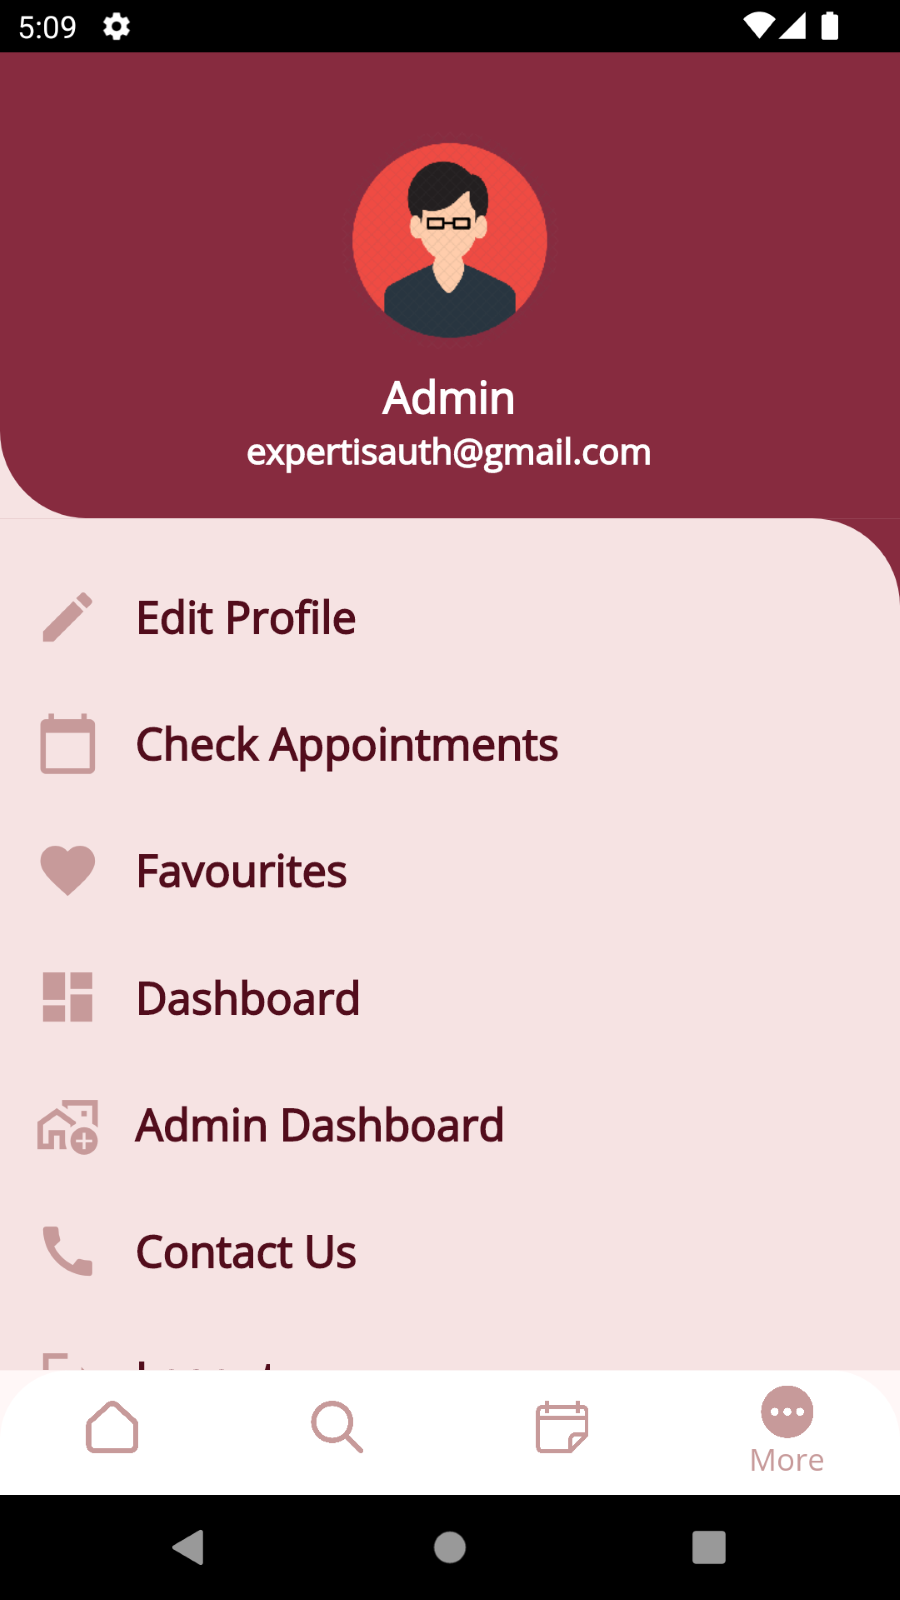 5:09
Admin
expertisauth@gmail.com
Edit Profile
Check Appointments
Favourites
Dashboard
Admin Dashboard
Contact Us
More